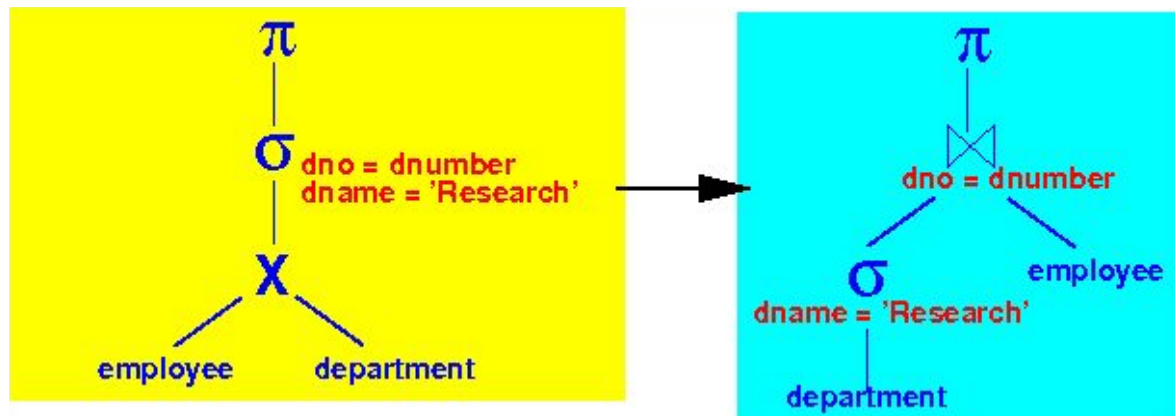 π
σ
dno = dnumber
dname = 'Research'
X
employee department
π
⋈
dno = dnumber
σ
employee
dname = 'Research'
department